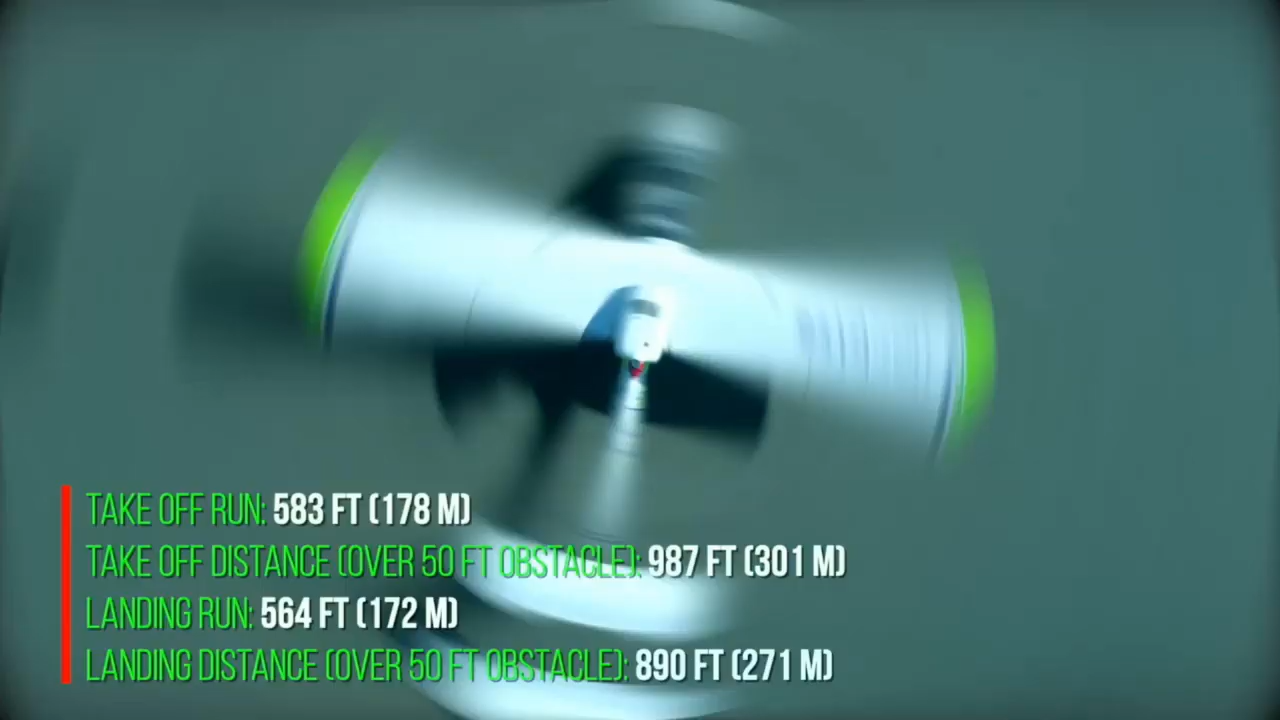 TAKE OFF RUN: 583 FT (178 M)
TAKE OFF DISTANCE (OVER 50 FT OBSTACLE): 987 FT (301 M)
LANDING RUN: 564 FT (172 M)
LANDING DISTANCE (OVER 50 FT OBSTACLE): 890 FT (271 M)